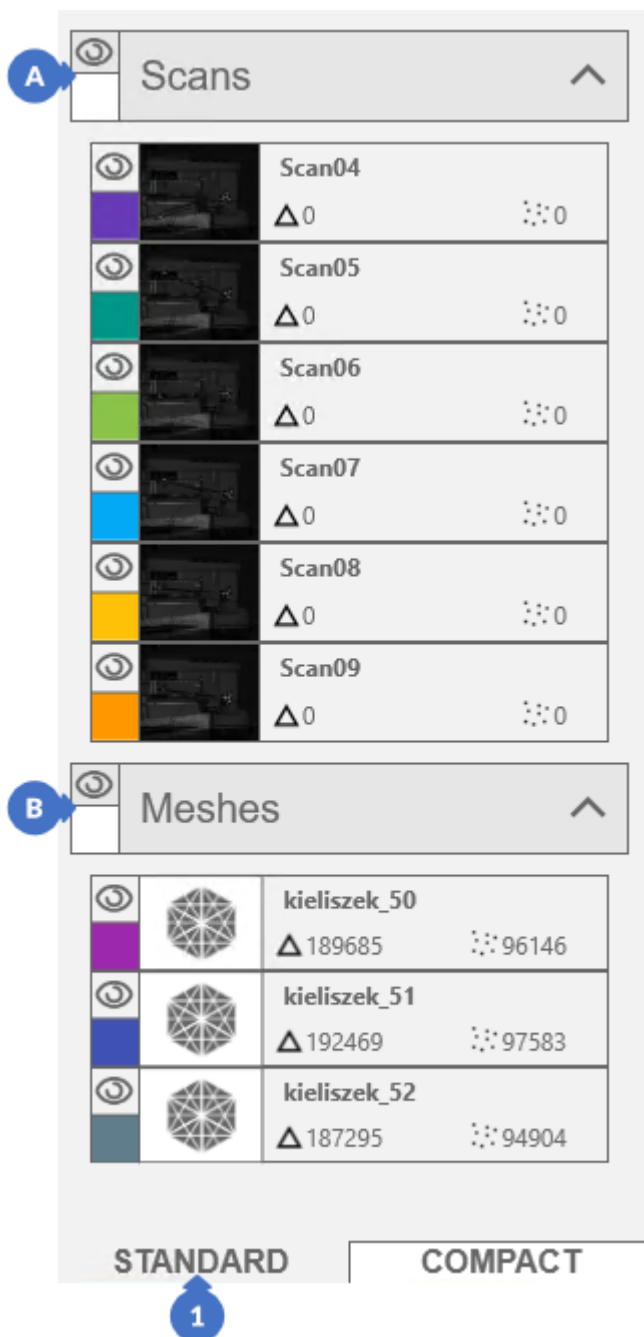 A Scans
Scan04
0 0
Scan05
0 0
Scan06
0 0
Scan07
0 0
Scan08
0 0
Scan09
0 0
B Meshes
kieliszek_50
189685 96146
kieliszek_51
192469 97583
kieliszek_52
187295 94904
STANDARD COMPACT
1